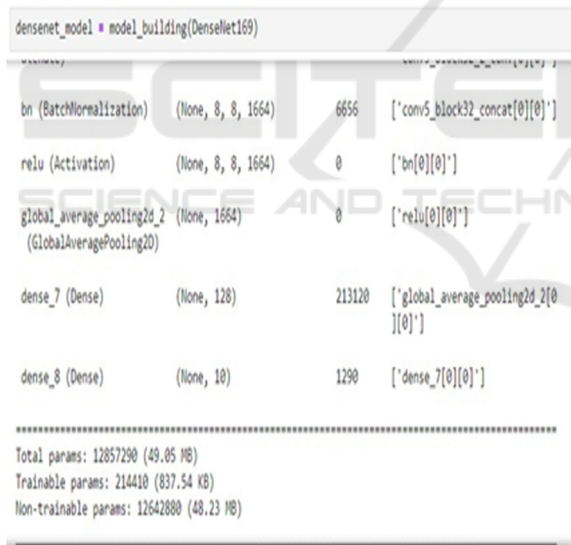 densenet_model = model_building(DenseNet169)
bn (BatchNormalization) (None, 8, 8, 1664) 6656 ['conv5_block32_concat[0][0]']
relu (Activation) (None, 8, 8, 1664) 0 ['bn[0][0]']
global_average_pooling2d_2 (None, 1664) 0 ['relu[0][0]']
(GlobalAveragePooling2D)
dense_7 (Dense) (None, 128) 213120 ['global_average_pooling2d_2[0
][0]']
dense_8 (Dense) (None, 10) 1290 ['dense_7[0][0]']
Total params: 12857290 (49.05 MB)
Trainable params: 214410 (837.54 KB)
Non-trainable params: 12642880 (48.23 MB)
SCIENCE AND TECHN